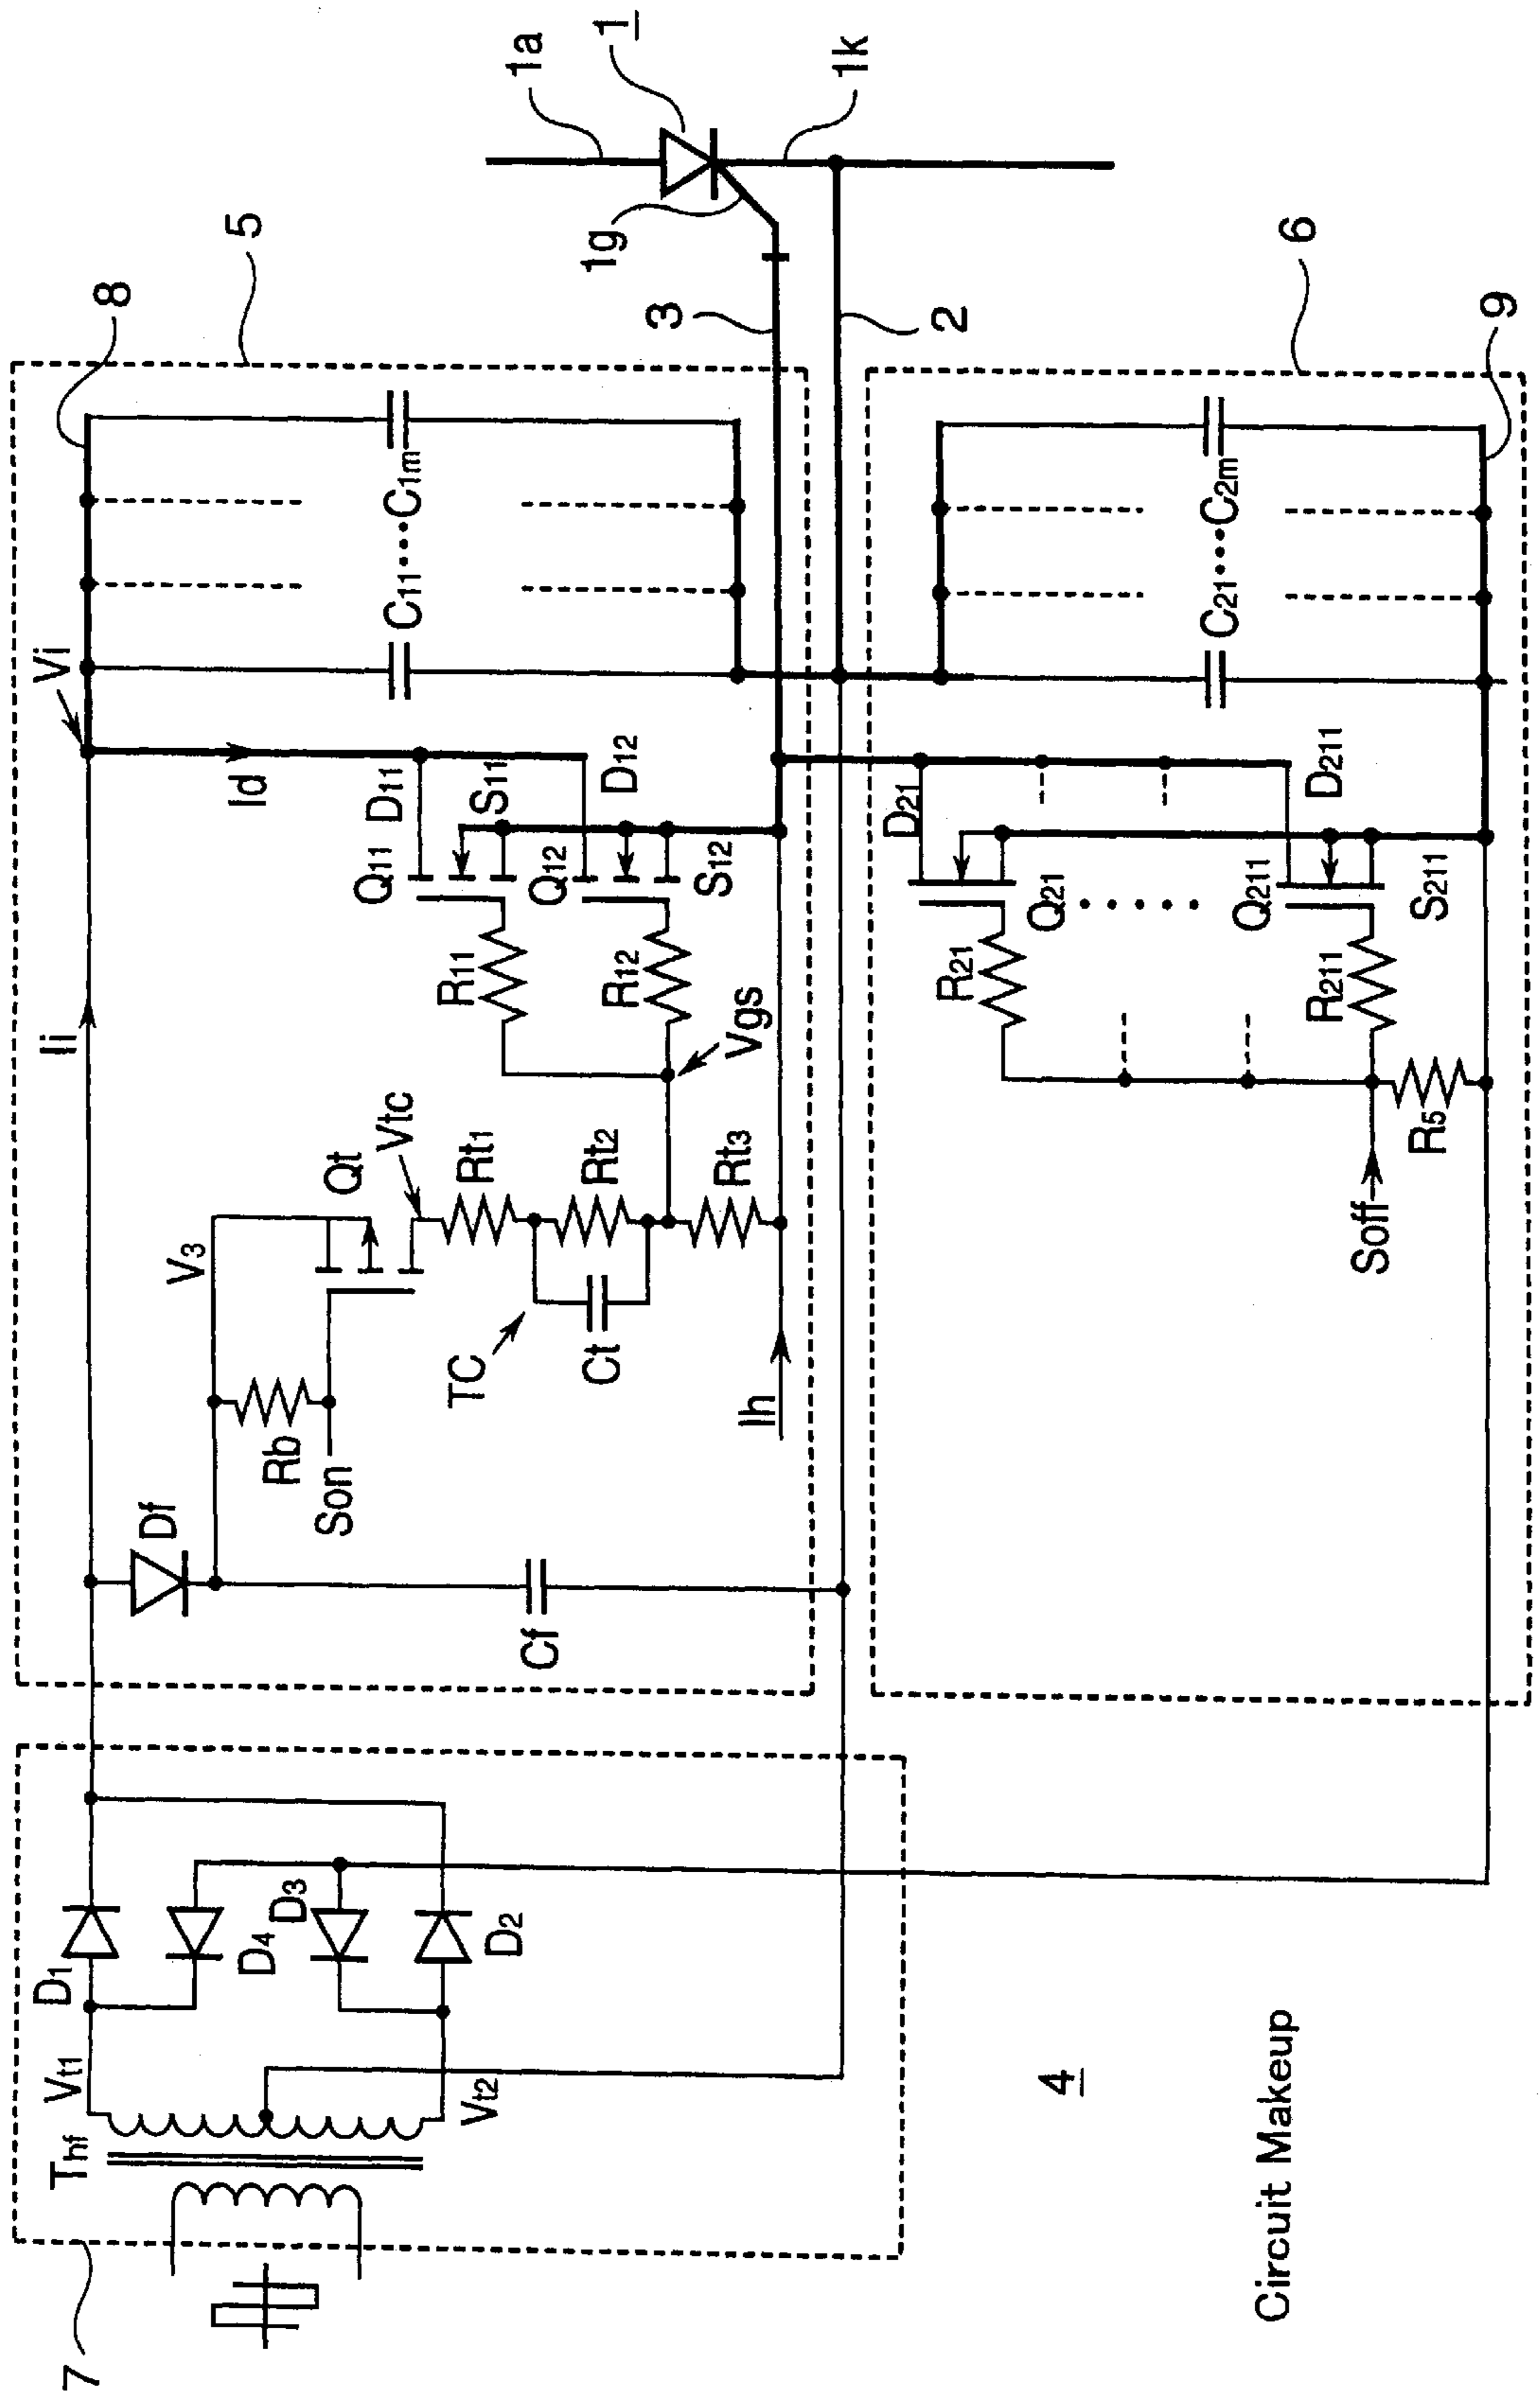 7
Thf
Vt1
Vt2
D1
D4
D3
D2
4
Circuit Makeup
Df
Cf
Rb
Son
V3
Qt
Vtc
TC
Ct
Rt1
Rt2
Rt3
Ih
Ii
Vgs
R11
R12
Q11
Q12
D11
S11
D12
S12
Id
Vi
C11•••C1m
8
5
3
2
1g
1a
1
1k
6
9
C21•••C2m
D21
D211
Q21•••••
Q211
S211
R21
R211
R5
Soff